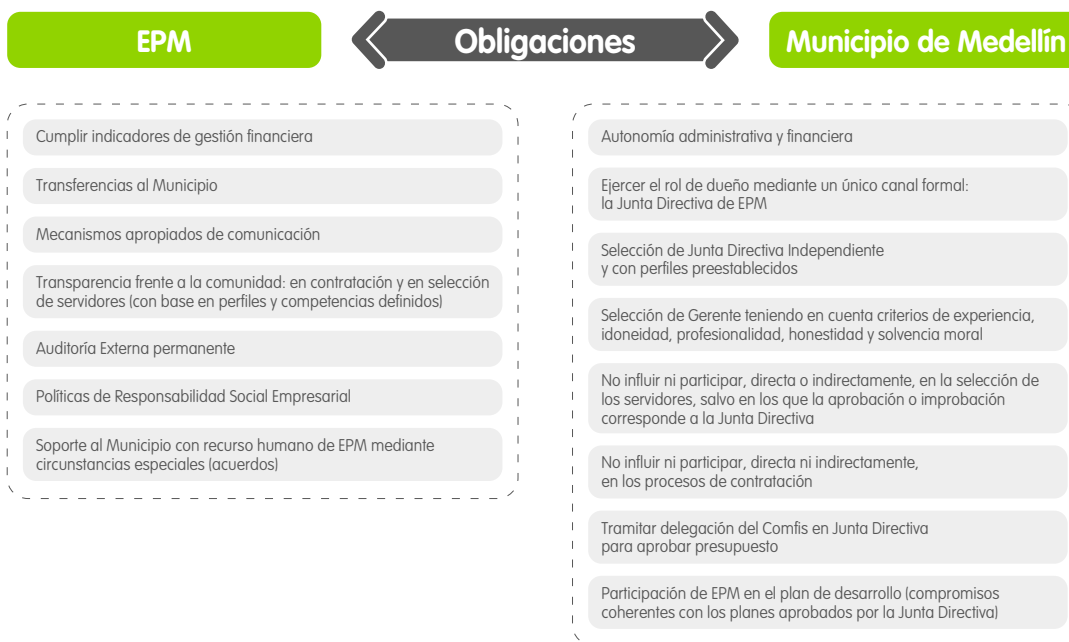 EPM
Obligaciones
Municipio de Medellín
Cumplir indicadores de gestión financiera
Transferencias al Municipio
Mecanismos apropiados de comunicación
Transparencia frente a la comunidad: en contratación y en selección
de servidores (con base en perfiles y competencias definidos)
Auditoría Externa permanente
Políticas de Responsabilidad Social Empresarial
Soporte al Municipio con recurso humano de EPM mediante
circunstancias especiales (acuerdos)
Autonomía administrativa y financiera
Ejercer el rol de dueño mediante un único canal formal:
la Junta Directiva de EPM
Selección de Junta Directiva Independiente
y con perfiles preestablecidos
Selección de Gerente teniendo en cuenta criterios de experiencia,
idoneidad, profesionalidad, honestidad y solvencia moral
No influir ni participar, directa o indirectamente, en la selección de
los servidores, salvo en los que la aprobación o improbación
corresponde a la Junta Directiva
No influir ni participar, directa ni indirectamente,
en los procesos de contratación
Tramitar delegación del Comfis en Junta Directiva
para aprobar presupuesto
Participación de EPM en el plan de desarrollo (compromisos
coherentes con los planes aprobados por la Junta Directiva)